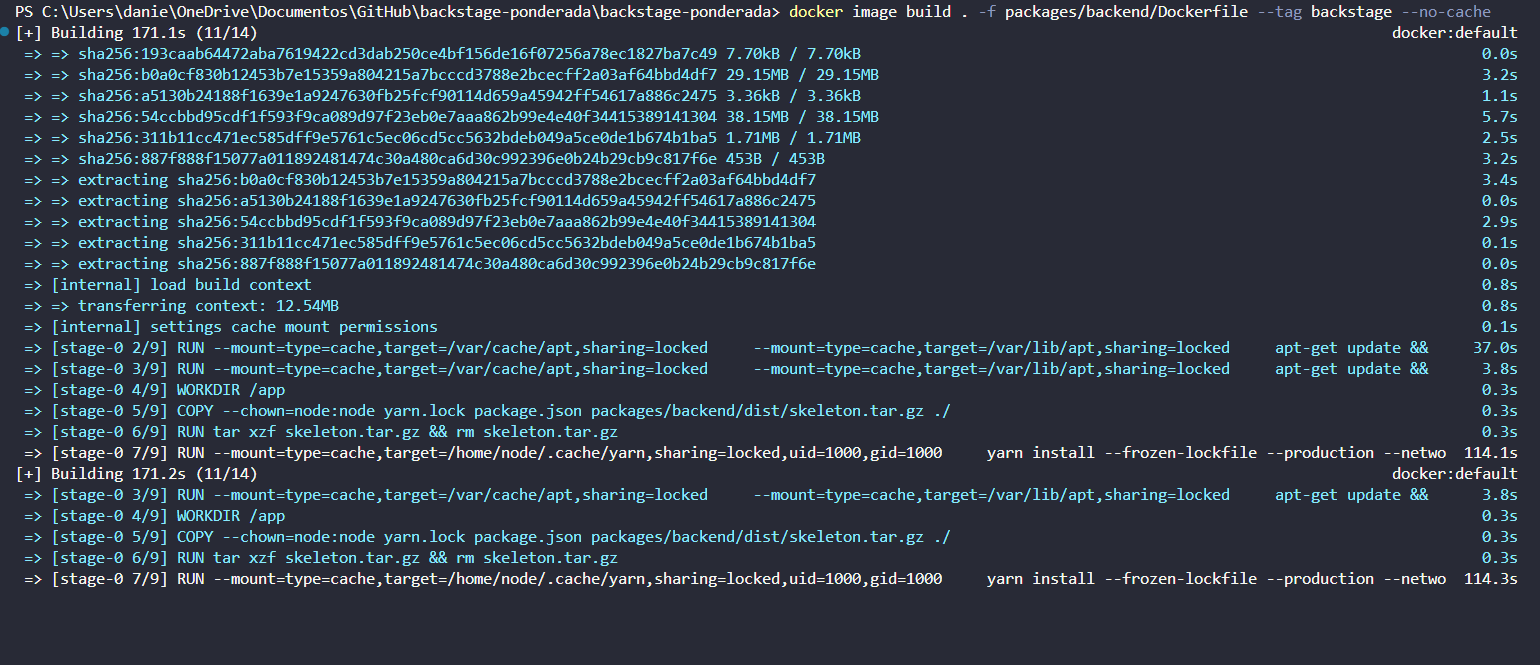 PS C:\Users\danie\OneDrive\Documentos\GitHub\backstage-ponderada\backstage-ponderada> docker image build . -f packages/backend/Dockerfile --tag backstage --no-cache
[+] Building 171.1s (11/14) docker:default
=> => sha256:193caab64472aba7619422cd3dab250ce4bf156de16f07256a78ec1827ba7c49 7.70kB / 7.70kB 0.0s
=> => sha256:b0a0cf830b12453b7e15359a804215a7bcccd3788e2bcecff2a03af64bbd4df7 29.15MB / 29.15MB 3.2s
=> => sha256:a5130b24188f1639e1a9247630fb25fcf90114d659a45942ff54617a886c2475 3.36kB / 3.36kB 1.1s
=> => sha256:54ccbbd95cdf1f593f9ca089d97f23eb0e7aaa862b99e4e40f34415389141304 38.15MB / 38.15MB 5.7s
=> => sha256:311b11cc471ec585dff9e5761c5ec06cd5cc5632bdeb049a5ce0de1b674b1ba5 1.71MB / 1.71MB 2.5s
=> => sha256:887f888f15077a011892481474c30a480ca6d30c992396e0b24b29cb9c817f6e 453B / 453B 3.2s
=> => extracting sha256:b0a0cf830b12453b7e15359a804215a7bcccd3788e2bcecff2a03af64bbd4df7 3.4s
=> => extracting sha256:a5130b24188f1639e1a9247630fb25fcf90114d659a45942ff54617a886c2475 0.0s
=> => extracting sha256:54ccbbd95cdf1f593f9ca089d97f23eb0e7aaa862b99e4e40f34415389141304 2.9s
=> => extracting sha256:311b11cc471ec585dff9e5761c5ec06cd5cc5632bdeb049a5ce0de1b674b1ba5 0.1s
=> => extracting sha256:887f888f15077a011892481474c30a480ca6d30c992396e0b24b29cb9c817f6e 0.0s
=> [internal] load build context 0.8s
=> => transferring context: 12.54MB 0.8s
=> [internal] settings cache mount permissions 0.1s
=> [stage-0 2/9] RUN --mount=type=cache,target=/var/cache/apt,sharing=locked --mount=type=cache,target=/var/lib/apt,sharing=locked apt-get update && 37.0s
=> [stage-0 3/9] RUN --mount=type=cache,target=/var/cache/apt,sharing=locked --mount=type=cache,target=/var/lib/apt,sharing=locked apt-get update && 3.8s
=> [stage-0 4/9] WORKDIR /app 0.3s
=> [stage-0 5/9] COPY --chown=node:node yarn.lock package.json packages/backend/dist/skeleton.tar.gz ./ 0.3s
=> [stage-0 6/9] RUN tar xzf skeleton.tar.gz && rm skeleton.tar.gz 0.3s
=> [stage-0 7/9] RUN --mount=type=cache,target=/home/node/.cache/yarn,sharing=locked,uid=1000,gid=1000 yarn install --frozen-lockfile --production --netwo 114.1s
[+] Building 171.2s (11/14) docker:default
=> [stage-0 3/9] RUN --mount=type=cache,target=/var/cache/apt,sharing=locked --mount=type=cache,target=/var/lib/apt,sharing=locked apt-get update && 3.8s
=> [stage-0 4/9] WORKDIR /app 0.3s
=> [stage-0 5/9] COPY --chown=node:node yarn.lock package.json packages/backend/dist/skeleton.tar.gz ./ 0.3s
=> [stage-0 6/9] RUN tar xzf skeleton.tar.gz && rm skeleton.tar.gz 0.3s
=> [stage-0 7/9] RUN --mount=type=cache,target=/home/node/.cache/yarn,sharing=locked,uid=1000,gid=1000 yarn install --frozen-lockfile --production --netwo 114.3s